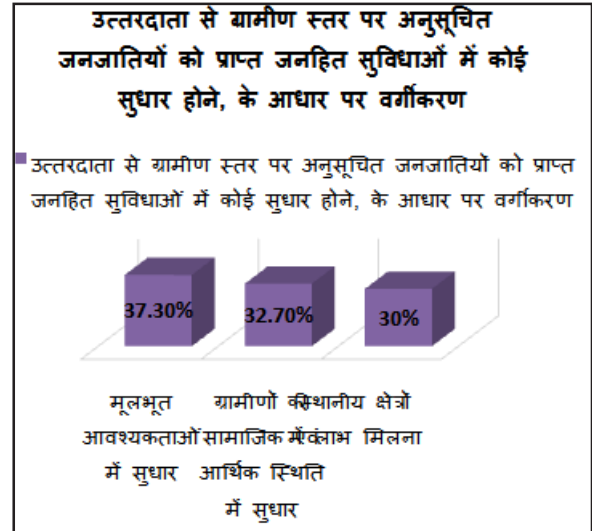 उत्तरदाता से ग्रामीण स्तर पर अनुसूचित
जनजातियों को प्राप्त जनहित सुविधाओं में कोई
सुधार होने, के आधार पर वर्गीकरण
उत्तरदाता से ग्रामीण स्तर पर अनुसूचित जनजातियों को प्राप्त
जनहित सुविधाओं में कोई सुधार होने, के आधार पर वर्गीकरण
37.30%
32.70%
30%
मूलभूत
आवश्यकताओं
में सुधार
ग्रामीणों की
सामाजिक एवं
आर्थिक स्थिति
में सुधार
स्थानीय क्षेत्रों
में लाभ मिलना